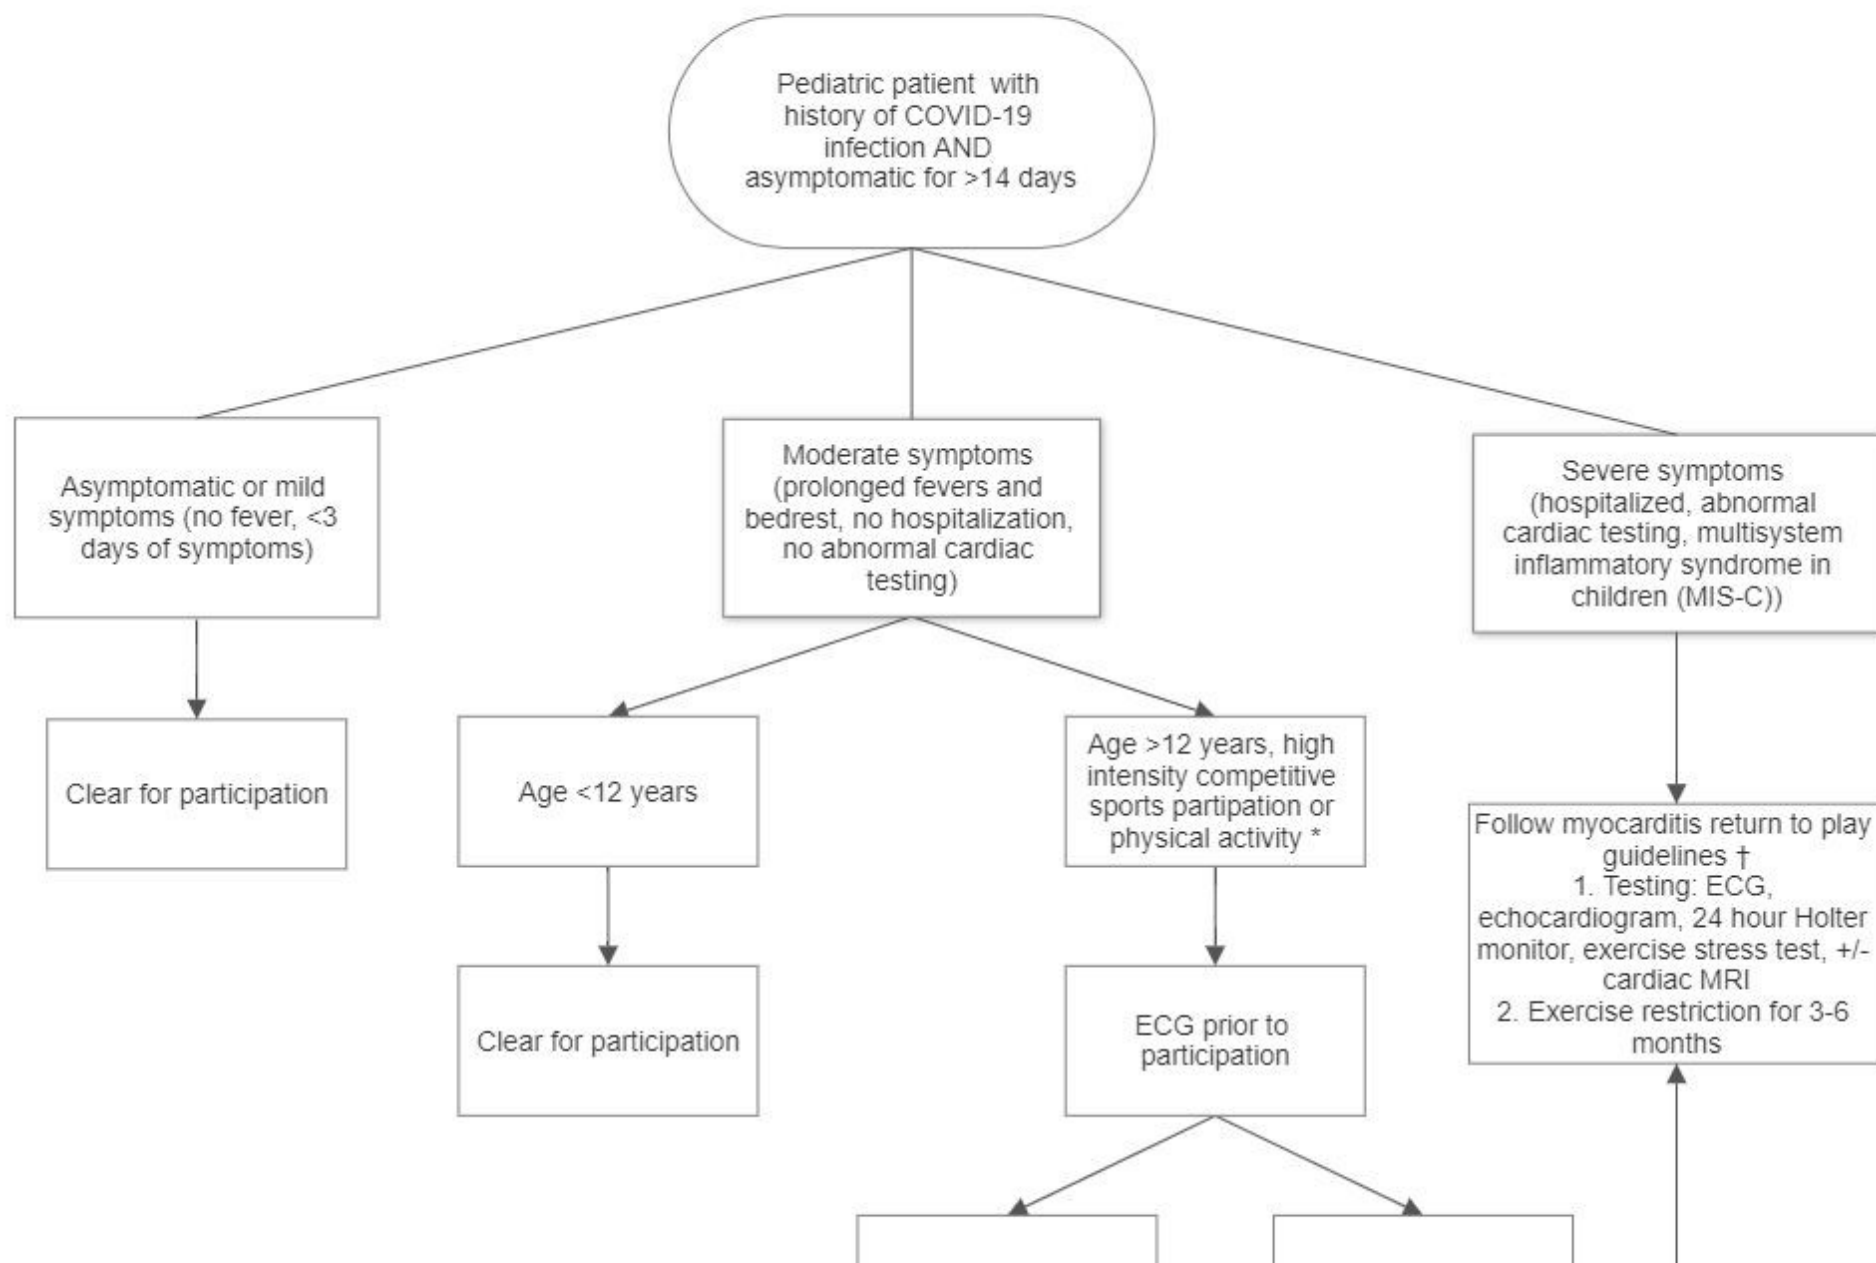 Pediatric patient with
history of COVID-19
infection AND
asymptomatic for >14 days
Asymptomatic or mild
symptoms (no fever, <3
days of symptoms)
Moderate symptoms
(prolonged fevers and
bedrest, no hospitalization,
no abnormal cardiac
testing)
Severe symptoms
(hospitalized, abnormal
cardiac testing, multisystem
inflammatory syndrome in
children (MIS-C))
Clear for participation
Age <12 years
Age >12 years, high
intensity competitive
sports partipation or
physical activity *
Follow myocarditis return to play
guidelines †
1. Testing: ECG,
echocardiogram, 24 hour Holter
monitor, exercise stress test, +/-
cardiac MRI
2. Exercise restriction for 3-6
months
Clear for participation
ECG prior to
participation